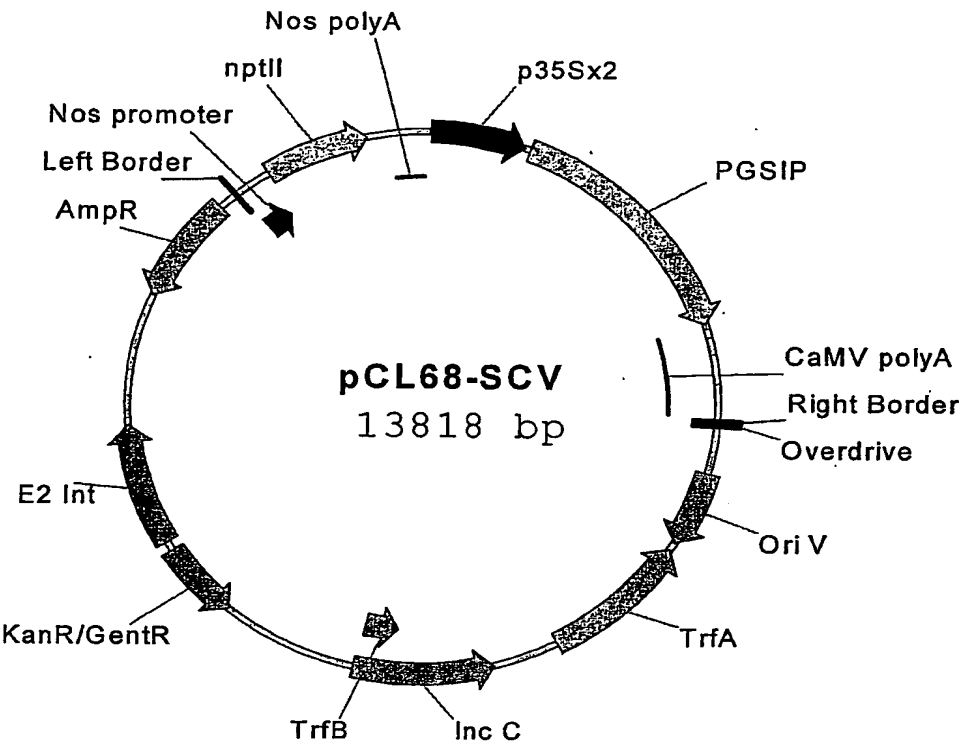 Nos polyA
nptII
p35Sx2
Nos promoter
Left Border
PGSIP
AmpR
pCL68-SCV
13818 bp
CaMV polyA
Right Border
Overdrive
E2 Int
Ori V
KanR/GentR
TrfA
TrfB
Inc C